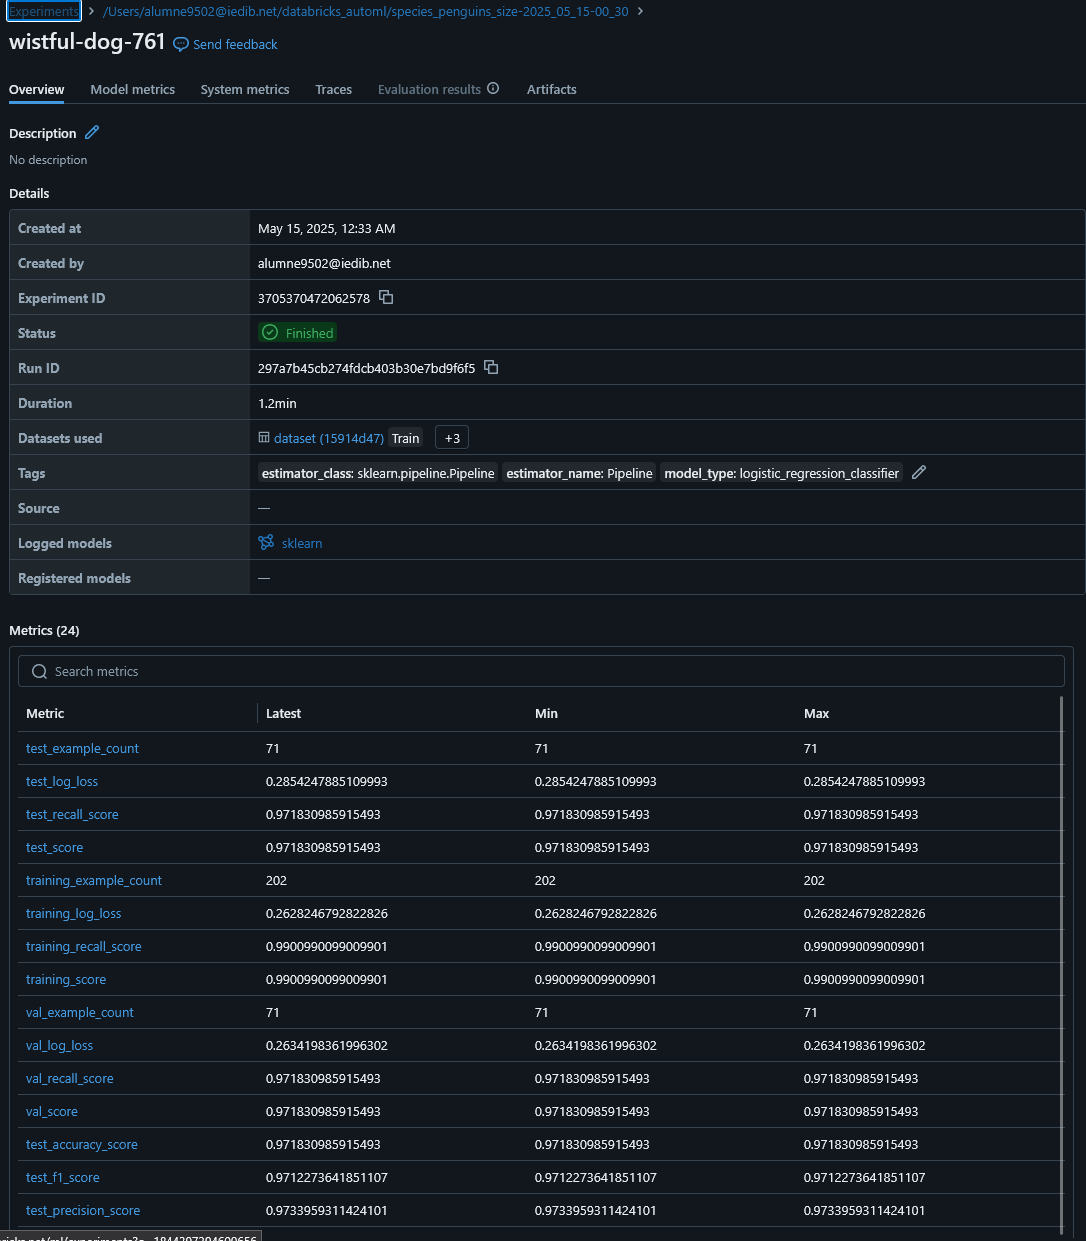 Experiments > /Users/alumne9502@iedib.net/databricks_automl/species_penguins_size-2025_05_15-00_30 >
wistful-dog-761 Send feedback
Overview Model metrics System metrics Traces Evaluation results Artifacts
Description
No description
Details
Created at May 15, 2025, 12:33 AM
Created by alumne9502@iedib.net
Experiment ID 3705370472062578
Status Finished
Run ID 297a7b45cb274fdcb403b30e7bd9f6f5
Duration 1.2min
Datasets used dataset (15914d47) Train +3
Tags estimator_class: sklearn.pipeline.Pipeline estimator_name: Pipeline model_type: logistic_regression_classifier
Source —
Logged models sklearn
Registered models —
Metrics (24)
Search metrics
Metric Latest Min Max
test_example_count 71 71 71
test_log_loss 0.2854247885109993 0.2854247885109993 0.2854247885109993
test_recall_score 0.971830985915493 0.971830985915493 0.971830985915493
test_score 0.971830985915493 0.971830985915493 0.971830985915493
training_example_count 202 202 202
training_log_loss 0.2628246792822826 0.2628246792822826 0.2628246792822826
training_recall_score 0.9900990099009901 0.9900990099009901 0.9900990099009901
training_score 0.9900990099009901 0.9900990099009901 0.9900990099009901
val_example_count 71 71 71
val_log_loss 0.2634198361996302 0.2634198361996302 0.2634198361996302
val_recall_score 0.971830985915493 0.971830985915493 0.971830985915493
val_score 0.971830985915493 0.971830985915493 0.971830985915493
test_accuracy_score 0.971830985915493 0.971830985915493 0.971830985915493
test_f1_score 0.9712273641851107 0.9712273641851107 0.9712273641851107
test_precision_score 0.9733959311424101 0.9733959311424101 0.9733959311424101